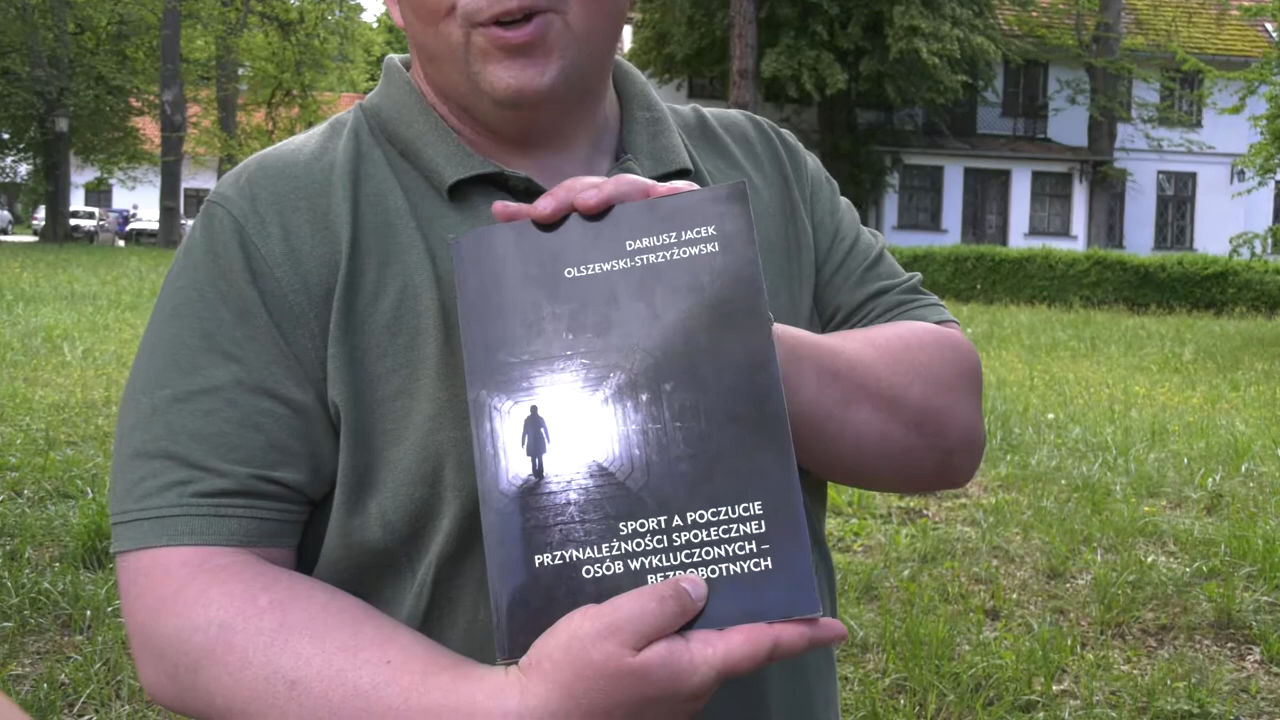 DARIUSZ JACEK
OLSZEWSKI-STRZYŻOWSKI
SPORT A POCZUCIE
PRZYNALEŻNOŚCI SPOŁECZNEJ
OSÓB WYKLUCZONYCH –
BEZROBOTNYCH